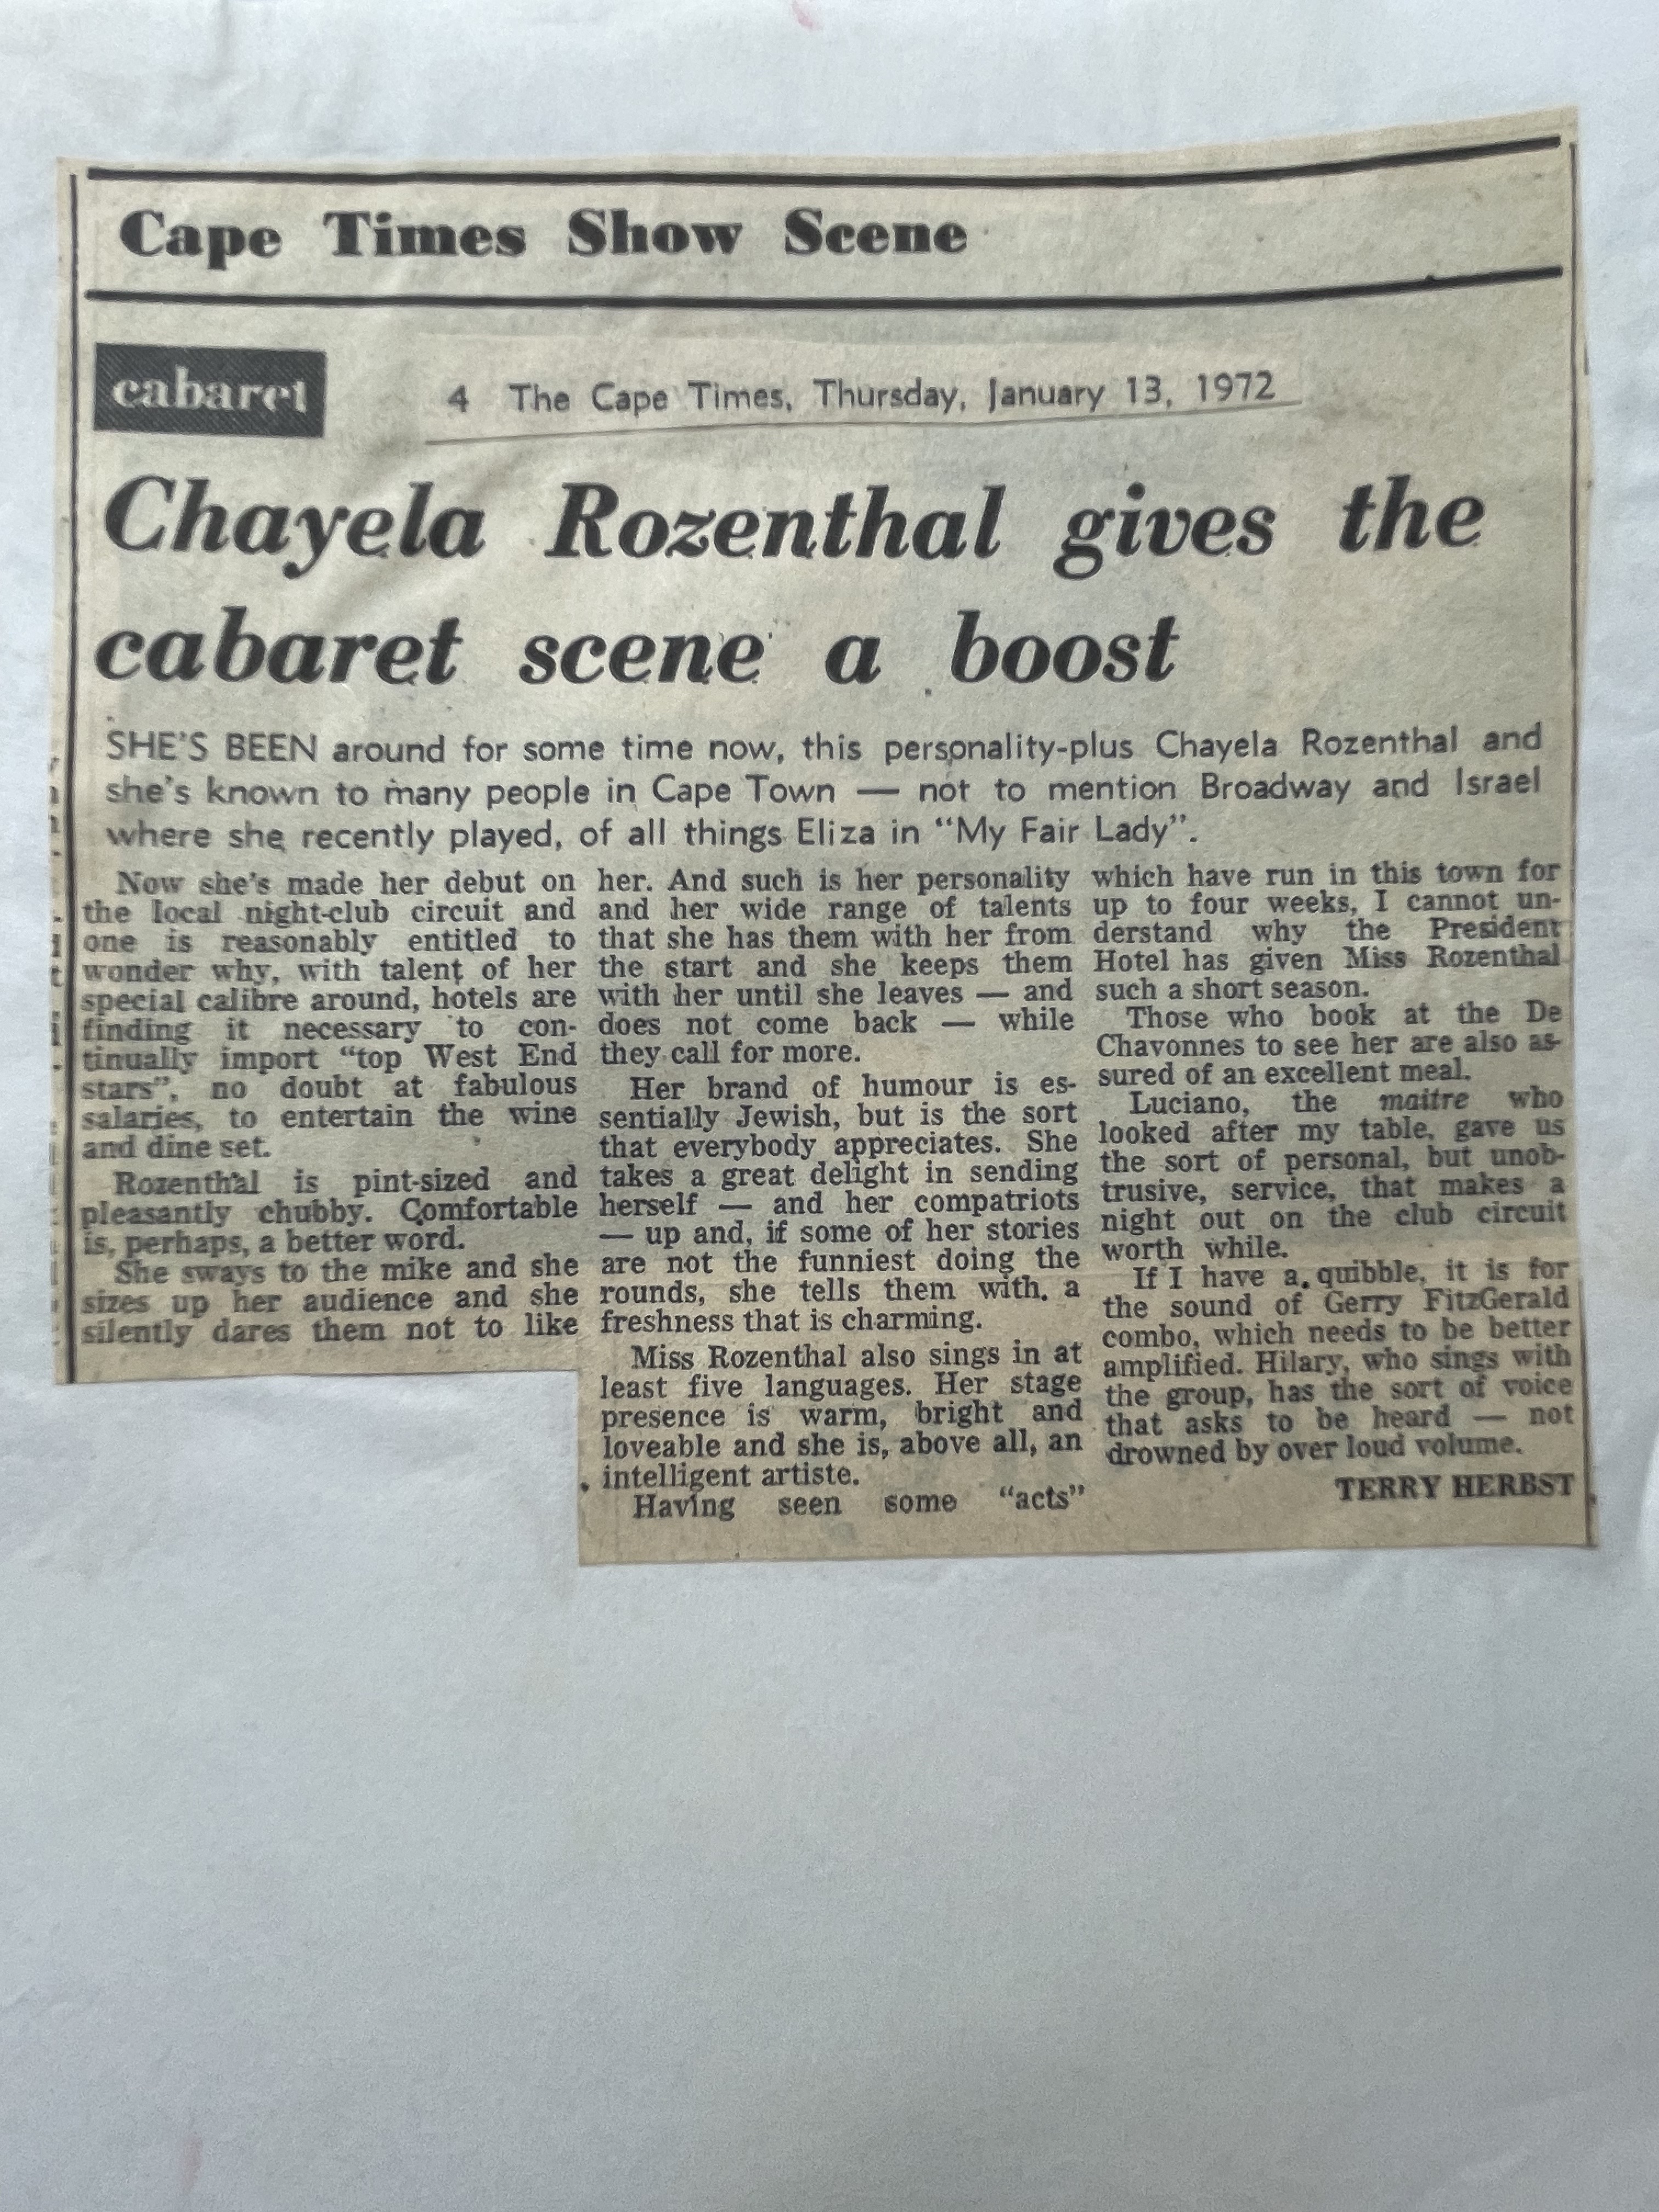 Cape Times Show Scene
cabaret
4 The Cape Times, Thursday, January 13, 1972
Chayela Rozenthal gives the
cabaret scene a boost
SHE'S BEEN around for some time now, this personality-plus Chayela Rozenthal and
she's known to many people in Cape Town — not to mention Broadway and Israel
where she recently played, of all things Eliza in “My Fair Lady”.
Now she's made her debut on
the local night-club circuit and
one is reasonably entitled to
wonder why, with talent of her
special calibre around, hotels are
finding it necessary to con-
tinually import “top West End
stars”, no doubt at fabulous
salaries, to entertain the wine
and dine set.
Rozenthal is pint-sized and
pleasantly chubby. Comfortable
is, perhaps, a better word.
She sways to the mike and she
sizes up her audience and she
silently dares them not to like
her. And such is her personality
and her wide range of talents
that she has them with her from
the start and she keeps them
with her until she leaves — and
does not come back — while
they call for more.
Her brand of humour is es-
sentially Jewish, but is the sort
that everybody appreciates. She
takes a great delight in sending
herself — and her compatriots
— up and, if some of her stories
are not the funniest doing the
rounds, she tells them with a
freshness that is charming.
Miss Rozenthal also sings in at
least five languages. Her stage
presence is warm, bright and
loveable and she is, above all, an
intelligent artiste.
Having seen some “acts”
which have run in this town for
up to four weeks, I cannot un-
derstand why the President
Hotel has given Miss Rozenthal
such a short season.
Those who book at the De
Chavonnes to see her are also as-
sured of an excellent meal.
Luciano, the maitre who
looked after my table, gave us
the sort of personal, but unob-
trusive, service, that makes a
night out on the club circuit
worth while.
If I have a quibble, it is for
the sound of Gerry FitzGerald
combo, which needs to be better
amplified. Hilary, who sings with
the group, has the sort of voice
that asks to be heard — not
drowned by over loud volume.
TERRY HERBST